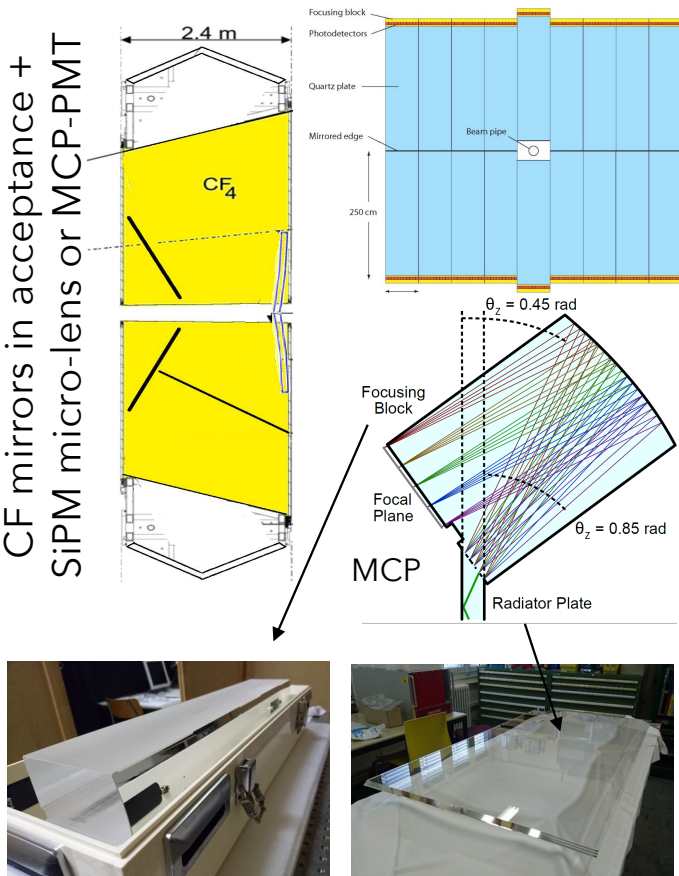 CF mirrors in acceptance +
SiPM micro-lens or MCP-PMT
2.4 m
CF4
Focusing block
Photodetectors
Quartz plate
Mirrored edge
Beam pipe
250 cm
θz = 0.45 rad
Focusing
Block
Focal
Plane
θz = 0.85 rad
MCP
Radiator Plate